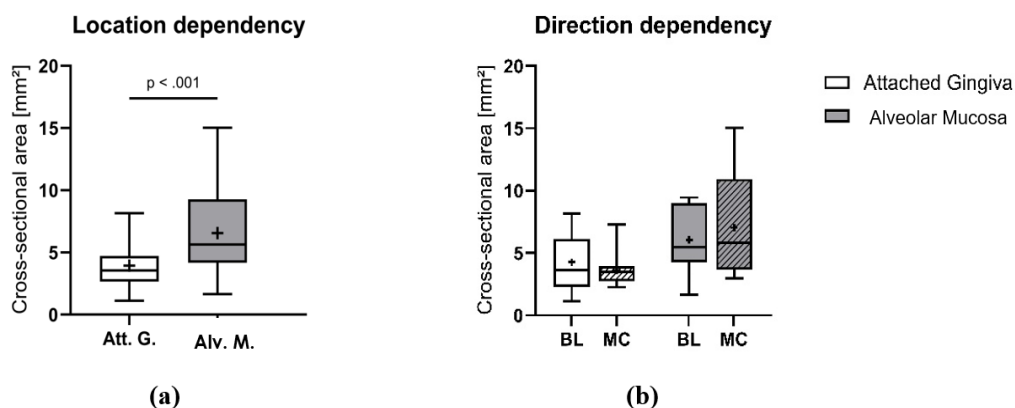 Location dependency
Cross-sectional area [mm²]
20
15
10
5
0
p < .001
Att. G.
Alv. M.
(a)
Direction dependency
Cross-sectional area [mm²]
20
15
10
5
0
BL
MC
BL
MC
Attached Gingiva
Alveolar Mucosa
(b)